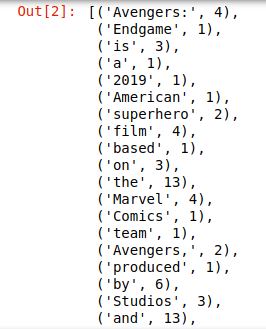 Out[2]: [('Avengers:', 4),
('Endgame', 1),
('is', 3),
('a', 1),
('2019', 1),
('American', 1),
('superhero', 2),
('film', 4),
('based', 1),
('on', 3),
('the', 13),
('Marvel', 4),
('Comics', 1),
('team', 1),
('Avengers,', 2),
('produced', 1),
('by', 6),
('Studios', 3),
('and', 13),